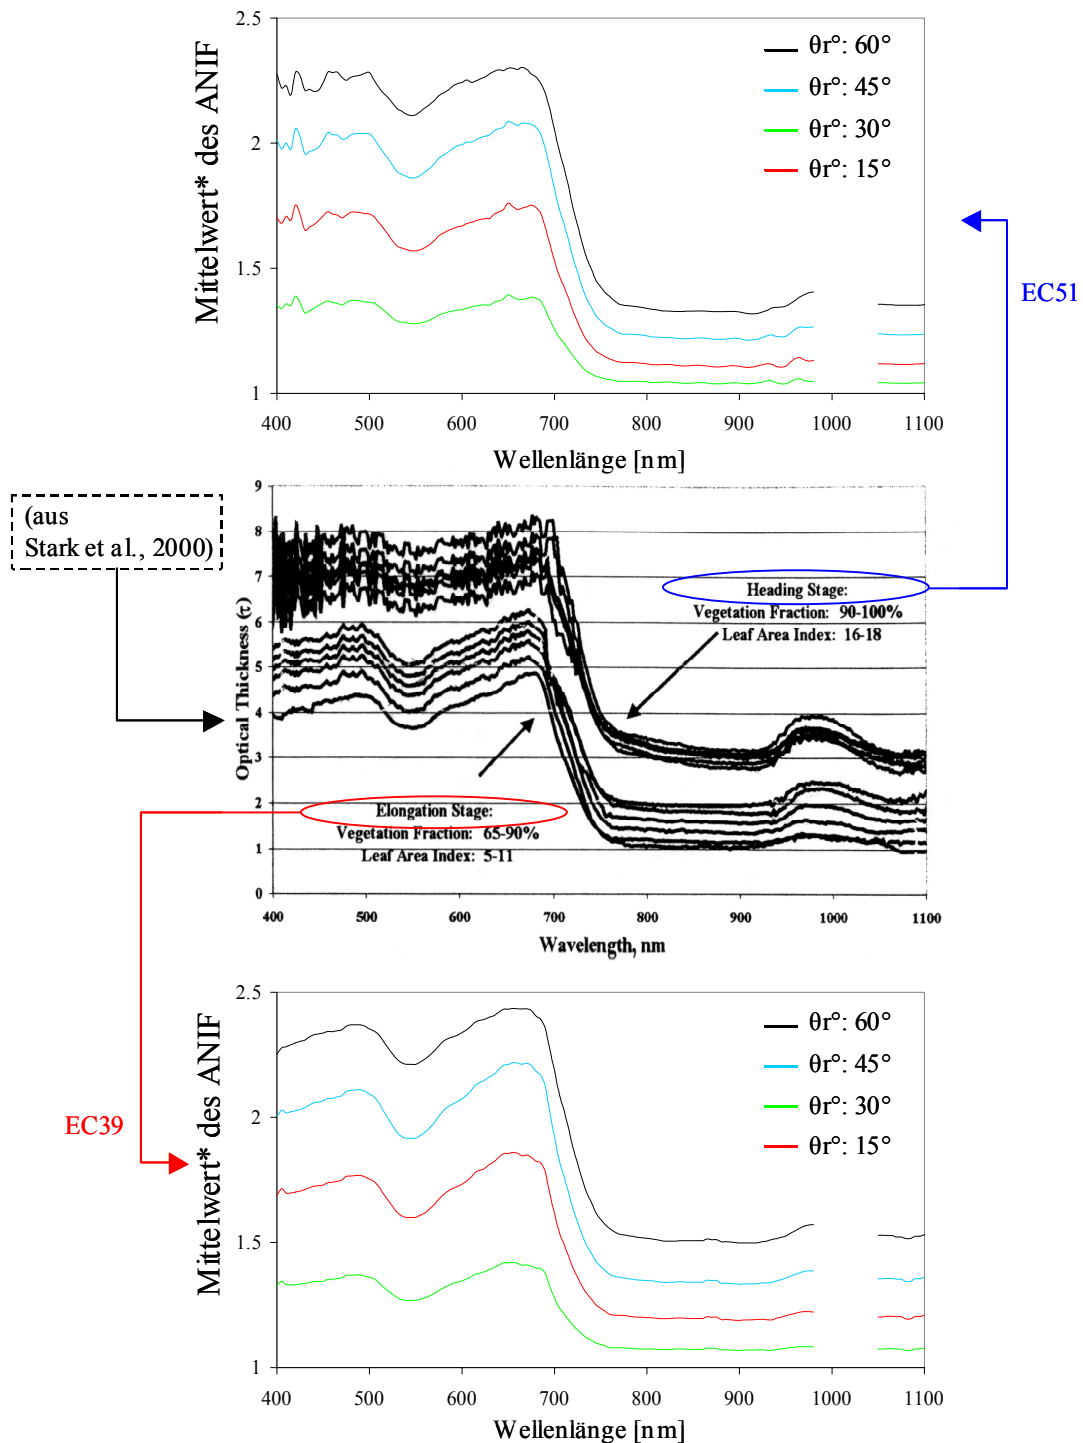 Mittelwert* des ANIF
2.5
2
1.5
1
θr°: 60°
θr°: 45°
θr°: 30°
θr°: 15°
400 500 600 700 800 900 1000 1100
Wellenlänge [nm]
EC51
(aus
Stark et al., 2000)
Optical Thickness (τ)
9
8
7
6
5
4
3
2
1
0
Heading Stage:
Vegetation Fraction: 90-100%
Leaf Area Index: 16-18
Elongation Stage:
Vegetation Fraction: 65-90%
Leaf Area Index: 5-11
400 500 600 700 800 900 1000 1100
Wavelength, nm
EC39
Mittelwert* des ANIF
2.5
2
1.5
1
θr°: 60°
θr°: 45°
θr°: 30°
θr°: 15°
400 500 600 700 800 900 1000 1100
Wellenlänge [nm]